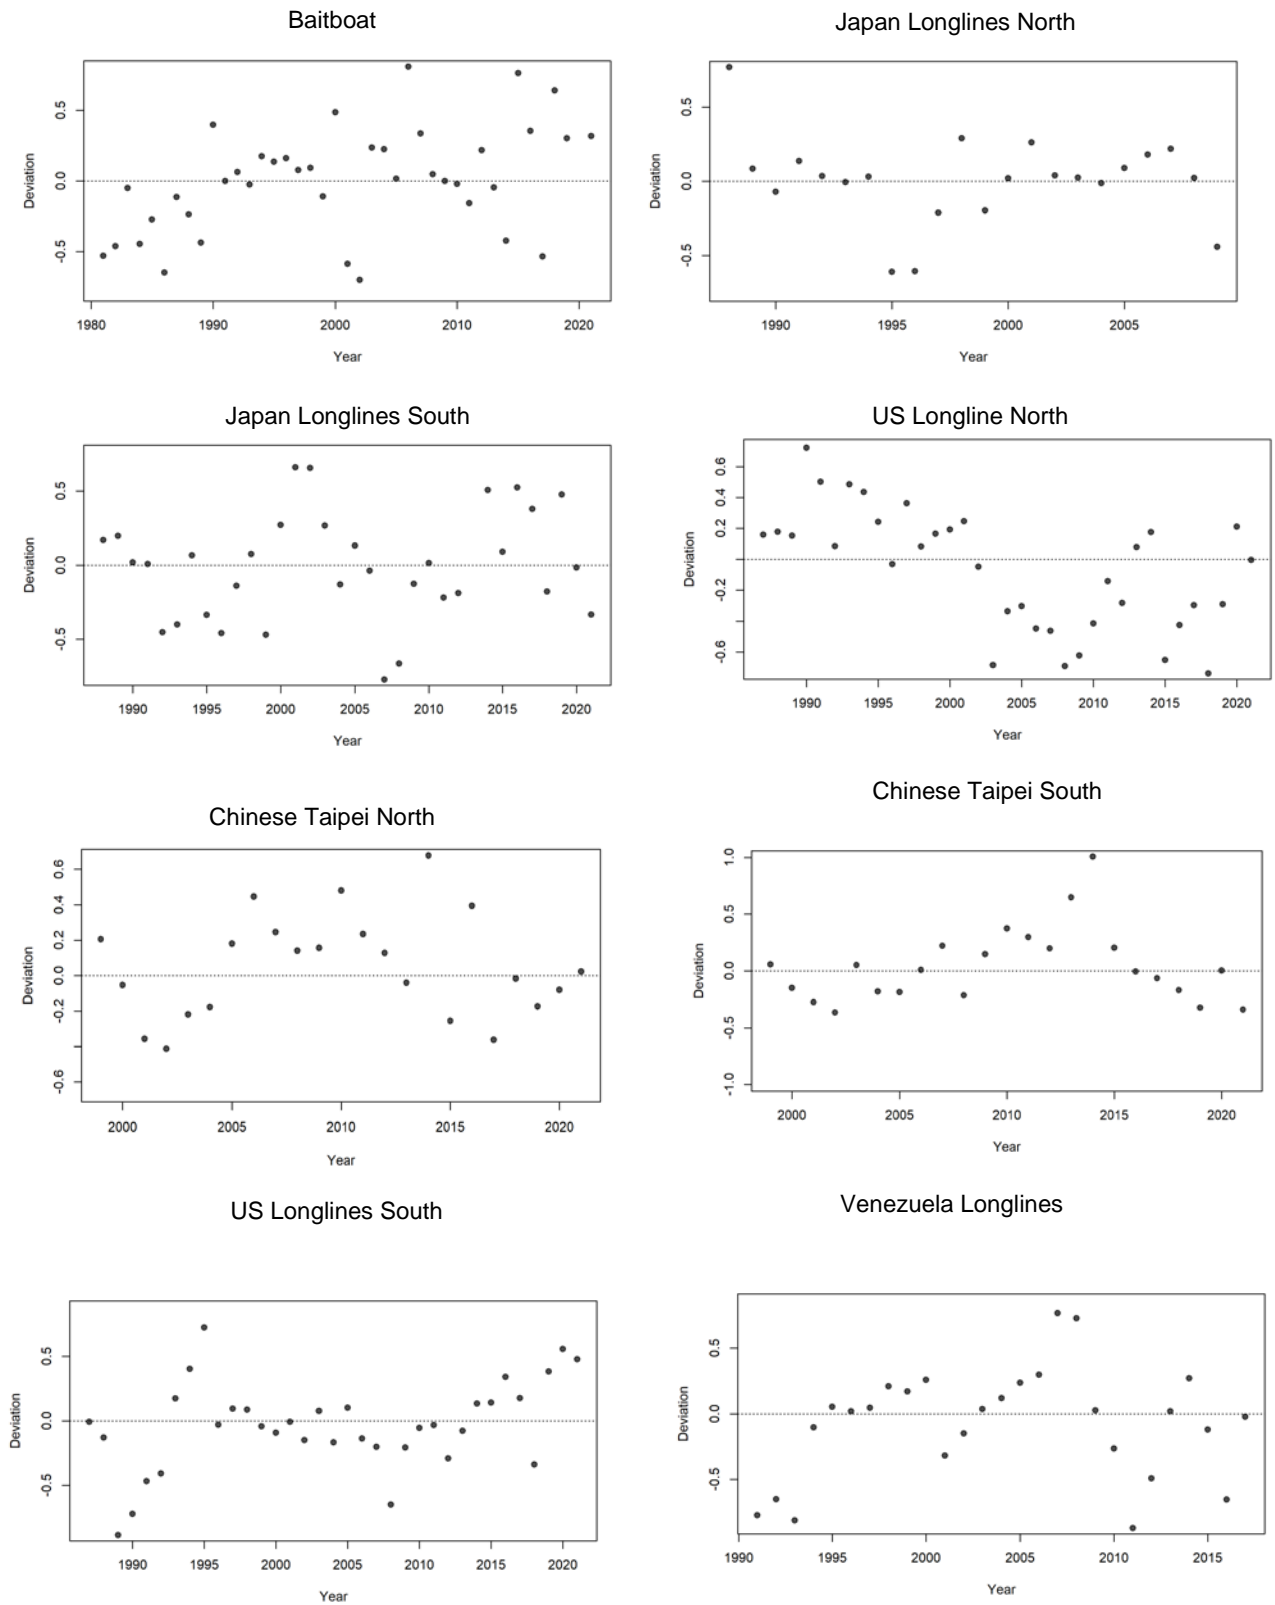 Baitboat
Deviation
0.5
0.0
-0.5
1980 1990 2000 2010 2020
Year
Japan Longlines North
Deviation
0.5
0.0
-0.5
1990 1995 2000 2005
Year
Japan Longlines South
Deviation
0.5
0.0
-0.5
1990 1995 2000 2005 2010 2015 2020
Year
US Longline North
Deviation
0.6
0.4
0.2
-0.2
-0.6
1990 1995 2000 2005 2010 2015 2020
Year
Chinese Taipei North
Deviation
0.6
0.4
0.2
0.0
-0.2
-0.6
2000 2005 2010 2015 2020
Year
Chinese Taipei South
Deviation
1.0
0.5
0.0
-0.5
-1.0
2000 2005 2010 2015 2020
Year
US Longlines South
Deviation
0.5
0.0
-0.5
1990 1995 2000 2005 2010 2015 2020
Year
Venezuela Longlines
Deviation
0.5
0.0
-0.5
1990 1995 2000 2005 2010 2015
Year